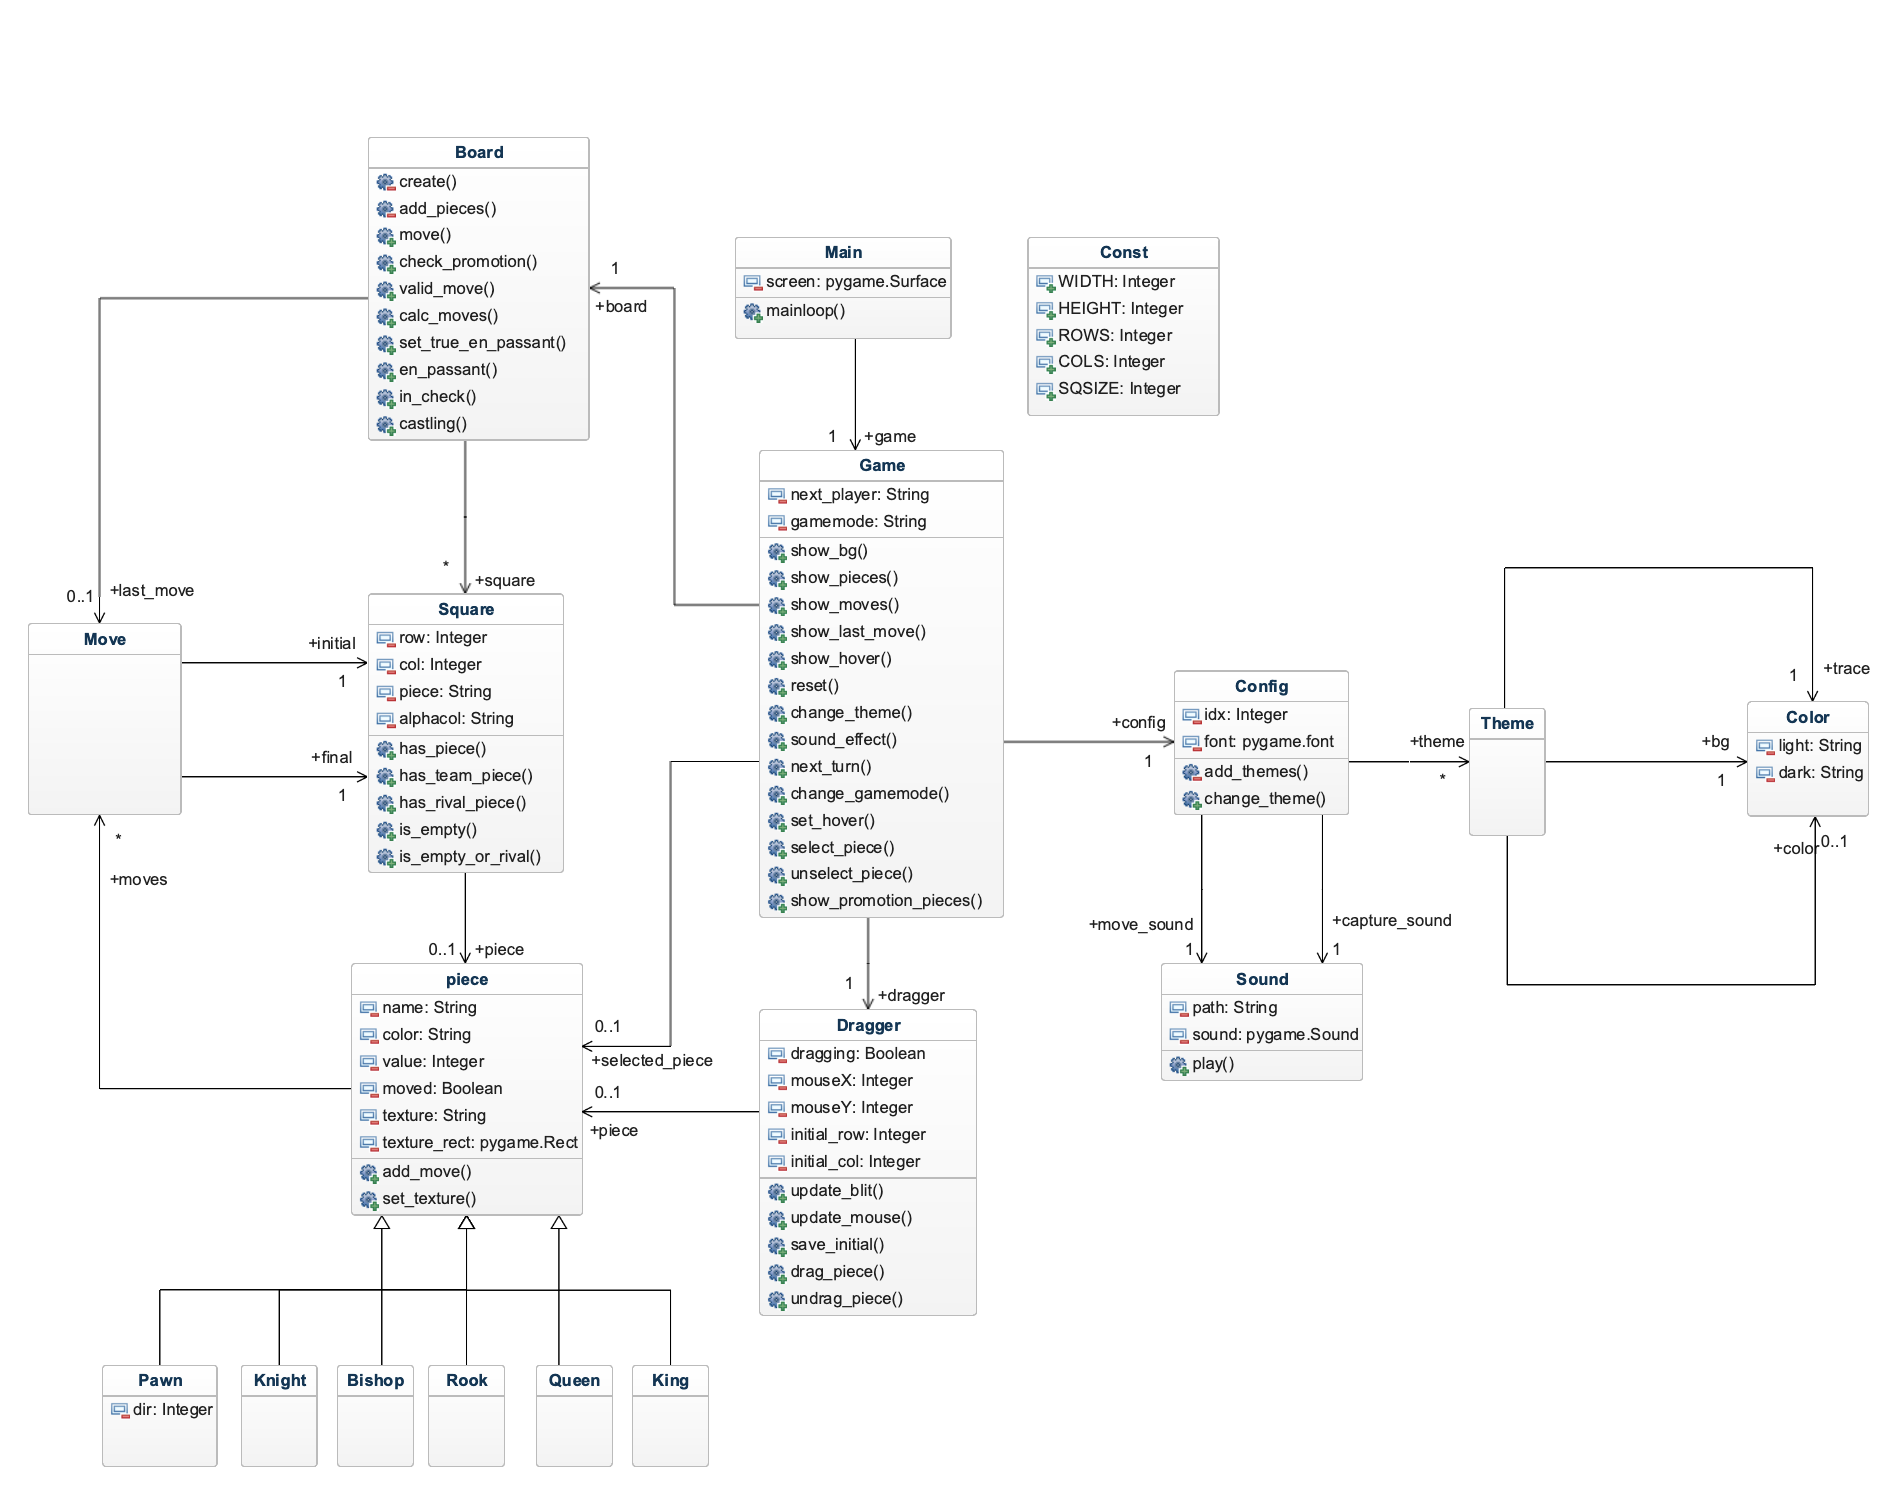 Board
create()
add_pieces()
move()
check_promotion()
valid_move()
calc_moves()
set_true_en_passant()
en_passant()
in_check()
castling()
1
+board
Main
screen: pygame.Surface
mainloop()
Const
WIDTH: Integer
HEIGHT: Integer
ROWS: Integer
COLS: Integer
SQSIZE: Integer
1
+game
Game
next_player: String
gamemode: String
show_bg()
show_pieces()
show_moves()
show_last_move()
show_hover()
reset()
change_theme()
sound_effect()
next_turn()
change_gamemode()
set_hover()
select_piece()
unselect_piece()
show_promotion_pieces()
*
+square
0..1
+last_move
Move
+initial
1
+final
1
Square
row: Integer
col: Integer
piece: String
alphacol: String
has_piece()
has_team_piece()
has_rival_piece()
is_empty()
is_empty_or_rival()
*
+moves
0..1
+piece
piece
name: String
color: String
value: Integer
moved: Boolean
texture: String
texture_rect: pygame.Rect
add_move()
set_texture()
0..1
+selected_piece
0..1
+piece
1
+dragger
Dragger
dragging: Boolean
mouseX: Integer
mouseY: Integer
initial_row: Integer
initial_col: Integer
update_blit()
update_mouse()
save_initial()
drag_piece()
undrag_piece()
+config
1
Config
idx: Integer
font: pygame.font
add_themes()
change_theme()
+theme
*
Theme
1
+trace
+bg
1
Color
light: String
dark: String
+color
0..1
+move_sound
1
+capture_sound
1
Sound
path: String
sound: pygame.Sound
play()
Pawn
dir: Integer
Knight
Bishop
Rook
Queen
King